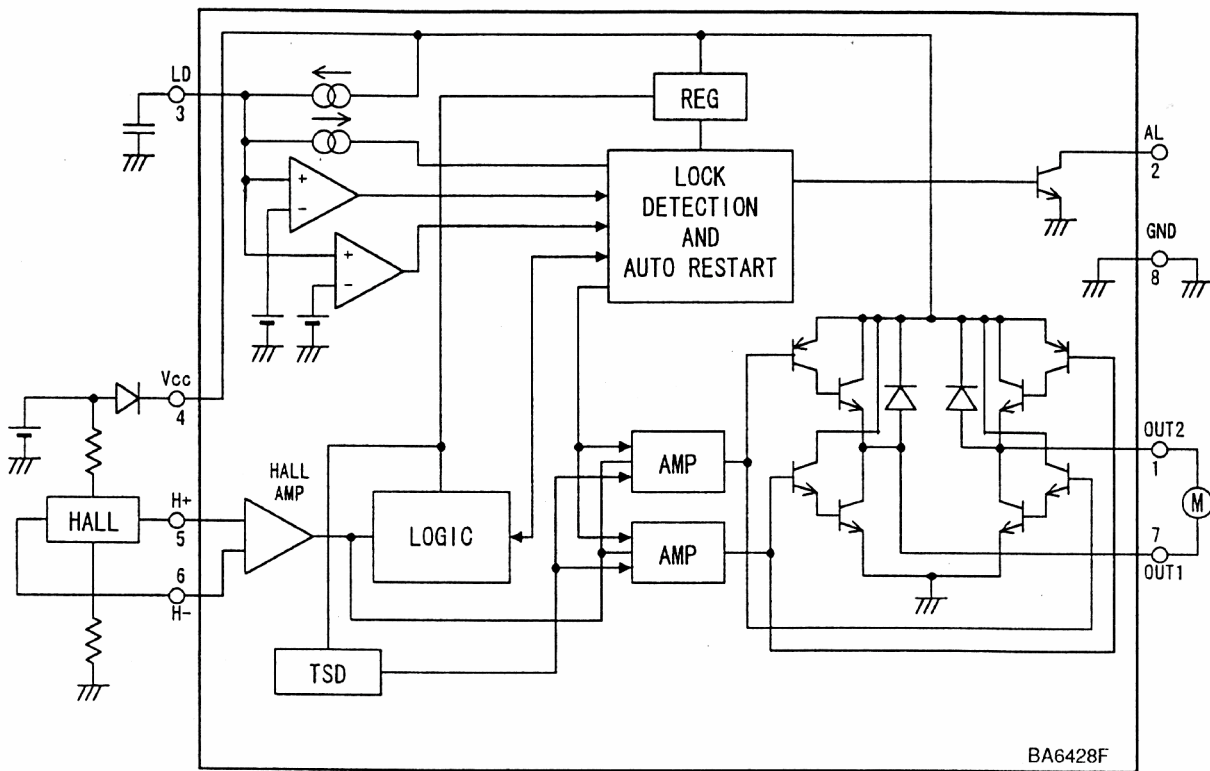 LD
3
REG
AL
2
LOCK
DETECTION
AND
AUTO RESTART
+
-
+
-
GND
8
Vcc
4
OUT2
1
HALL
AMP
AMP
H+
5
HALL
LOGIC
M
6
H-
AMP
7
OUT1
TSD
BA6428F